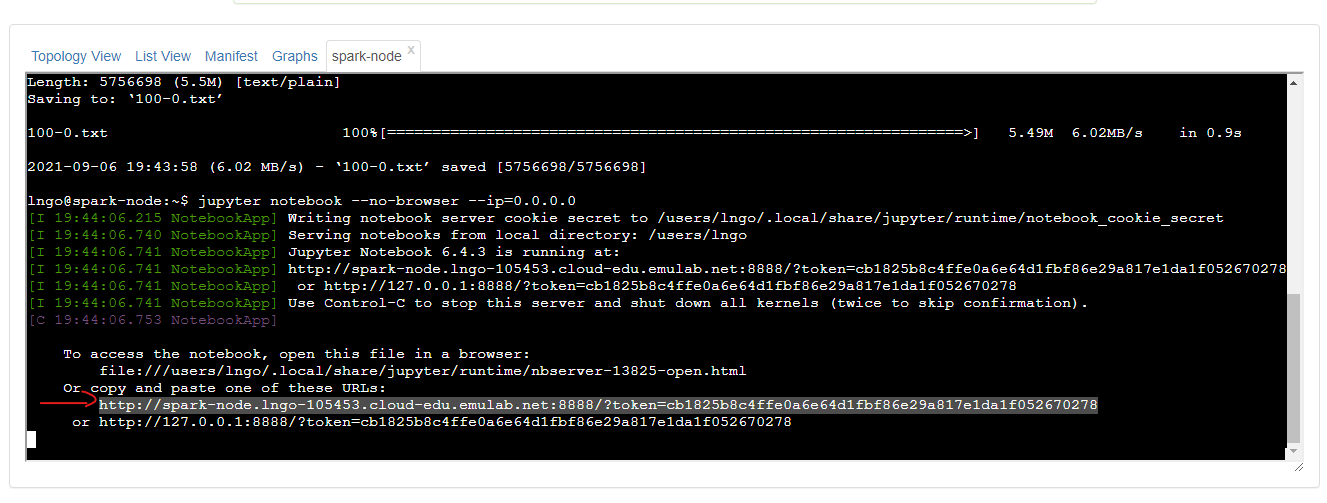 Topology View List View Manifest Graphs spark-node x
Length: 5756698 (5.5M) [text/plain]
Saving to: ‘100-0.txt’
100-0.txt 100%[================================================================>] 5.49M 6.02MB/s in 0.9s
2021-09-06 19:43:58 (6.02 MB/s) - ‘100-0.txt’ saved [5756698/5756698]
lngo@spark-node:~$ jupyter notebook --no-browser --ip=0.0.0.0
[I 19:44:06.215 NotebookApp] Writing notebook server cookie secret to /users/lngo/.local/share/jupyter/runtime/notebook_cookie_secret
[I 19:44:06.740 NotebookApp] Serving notebooks from local directory: /users/lngo
[I 19:44:06.741 NotebookApp] Jupyter Notebook 6.4.3 is running at:
[I 19:44:06.741 NotebookApp] http://spark-node.lngo-105453.cloud-edu.emulab.net:8888/?token=cb1825b8c4ffe0a6e64d1fbf86e29a817e1da1f052670278
[I 19:44:06.741 NotebookApp]  or http://127.0.0.1:8888/?token=cb1825b8c4ffe0a6e64d1fbf86e29a817e1da1f052670278
[I 19:44:06.741 NotebookApp] Use Control-C to stop this server and shut down all kernels (twice to skip confirmation).
[C 19:44:06.753 NotebookApp]
To access the notebook, open this file in a browser:
file:///users/lngo/.local/share/jupyter/runtime/nbserver-13825-open.html
Or copy and paste one of these URLs:
http://spark-node.lngo-105453.cloud-edu.emulab.net:8888/?token=cb1825b8c4ffe0a6e64d1fbf86e29a817e1da1f052670278
or http://127.0.0.1:8888/?token=cb1825b8c4ffe0a6e64d1fbf86e29a817e1da1f052670278